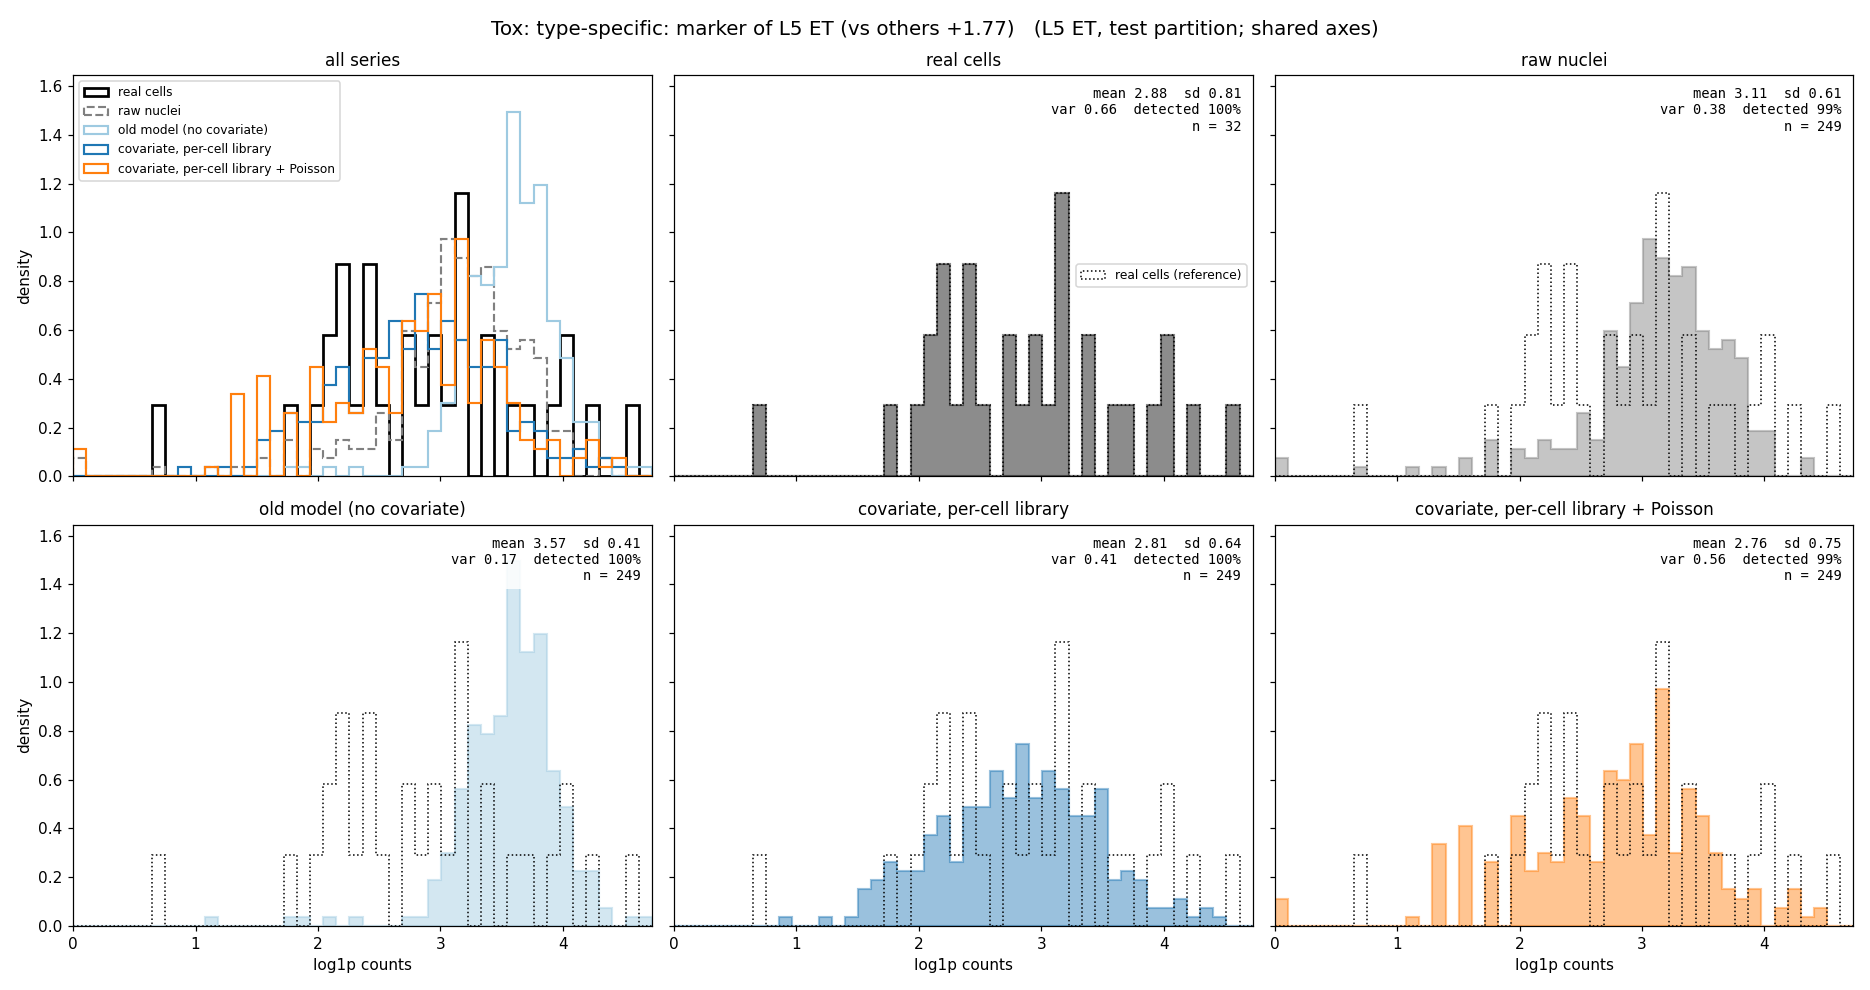 Tox: type-specific: marker of L5 ET (vs others +1.77)   (L5 ET, test partition; shared axes)
all series
real cells
raw nuclei
density
1.6
1.4
1.2
1.0
0.8
0.6
0.4
0.2
0.0
real cells
raw nuclei
old model (no covariate)
covariate, per-cell library
covariate, per-cell library + Poisson
mean 2.88  sd 0.81
var 0.66  detected 100%
n = 32
real cells (reference)
mean 3.11  sd 0.61
var 0.38  detected 99%
n = 249
old model (no covariate)
covariate, per-cell library
covariate, per-cell library + Poisson
density
1.6
1.4
1.2
1.0
0.8
0.6
0.4
0.2
0.0
mean 3.57  sd 0.41
var 0.17  detected 100%
n = 249
mean 2.81  sd 0.64
var 0.41  detected 100%
n = 249
mean 2.76  sd 0.75
var 0.56  detected 99%
n = 249
0 1 2 3 4
0 1 2 3 4
0 1 2 3 4
log1p counts
log1p counts
log1p counts